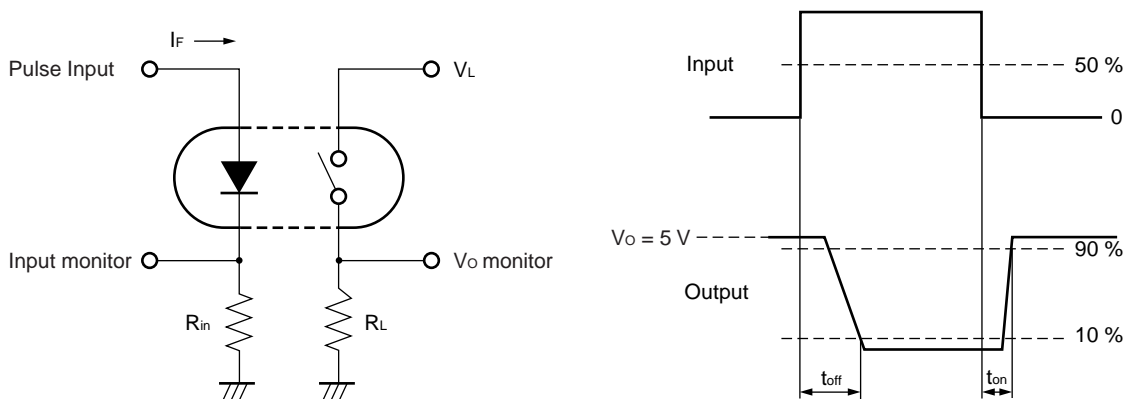 IF
Pulse Input
VL
Input monitor
VO monitor
Rin
RL
Input
50 %
0
VO = 5 V
90 %
Output
10 %
toff
ton